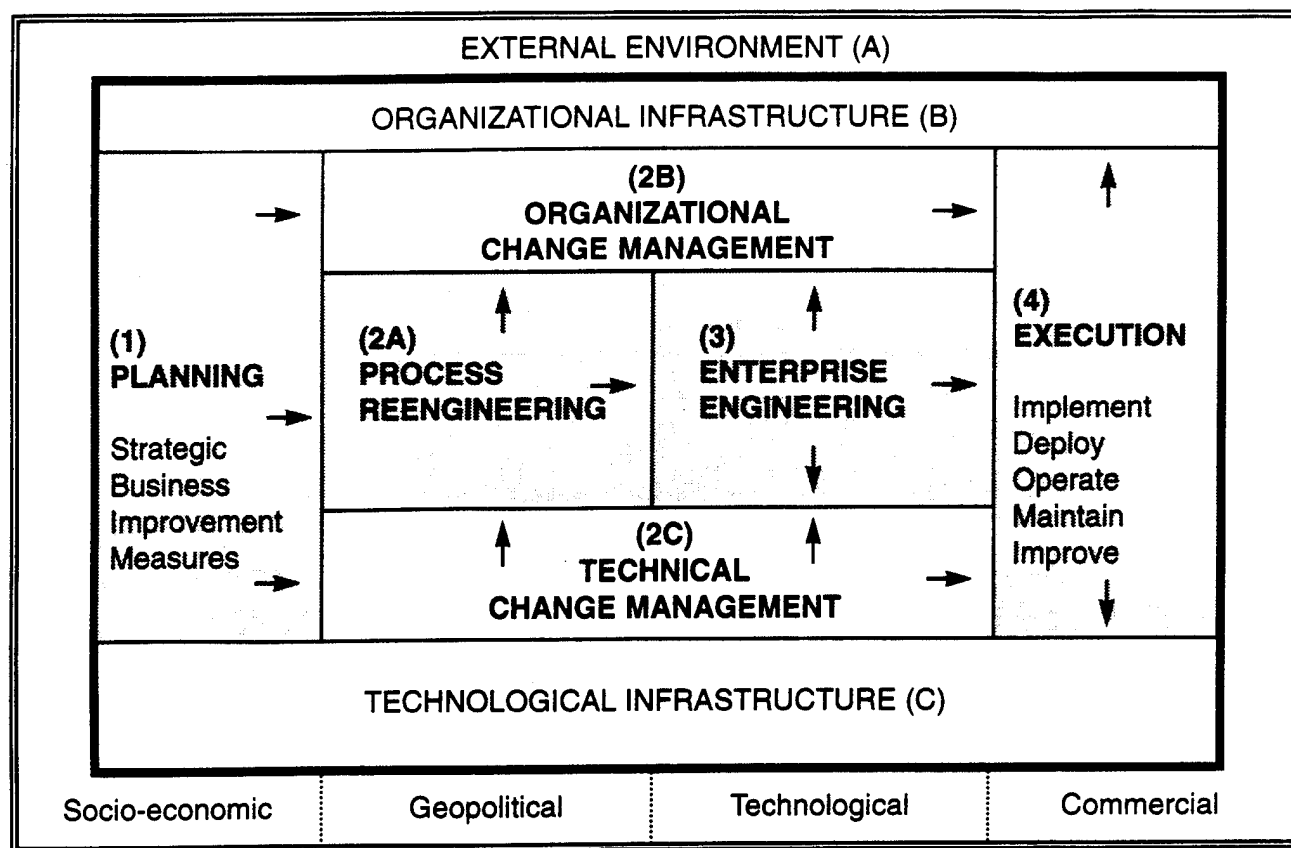 EXTERNAL ENVIRONMENT (A)
ORGANIZATIONAL INFRASTRUCTURE (B)
(1)
PLANNING
Strategic
Business
Improvement
Measures
(2B)
ORGANIZATIONAL
CHANGE MANAGEMENT
(2A)
PROCESS
REENGINEERING
(3)
ENTERPRISE
ENGINEERING
(2C)
TECHNICAL
CHANGE MANAGEMENT
(4)
EXECUTION
Implement
Deploy
Operate
Maintain
Improve
TECHNOLOGICAL INFRASTRUCTURE (C)
Socio-economic
Geopolitical
Technological
Commercial